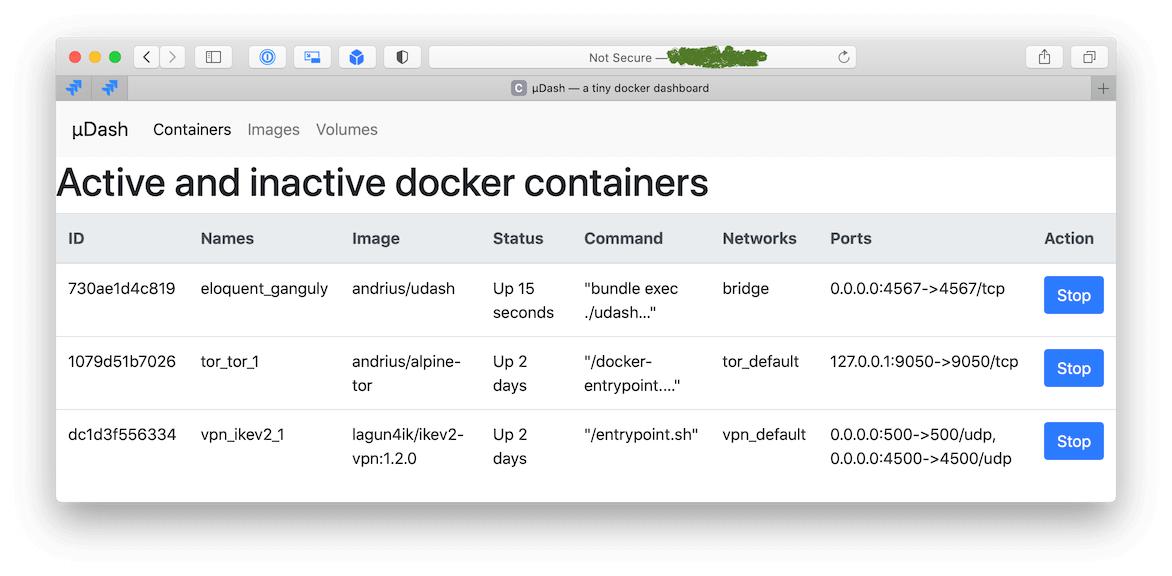 Not Secure —
C µDash — a tiny docker dashboard
µDash Containers Images Volumes
Active and inactive docker containers
ID Names Image Status Command Networks Ports Action
730ae1d4c819 eloquent_ganguly andrius/udash Up 15 "bundle exec bridge 0.0.0.0:4567->4567/tcp Stop
seconds ./udash…"
1079d51b7026 tor_tor_1 andrius/alpine- Up 2 "/docker- tor_default 127.0.0.1:9050->9050/tcp Stop
tor days entrypoint.…"
dc1d3f556334 vpn_ikev2_1 lagun4ik/ikev2- Up 2 "/entrypoint.sh" vpn_default 0.0.0.0:500->500/udp, Stop
vpn:1.2.0 days 0.0.0.0:4500->4500/udp